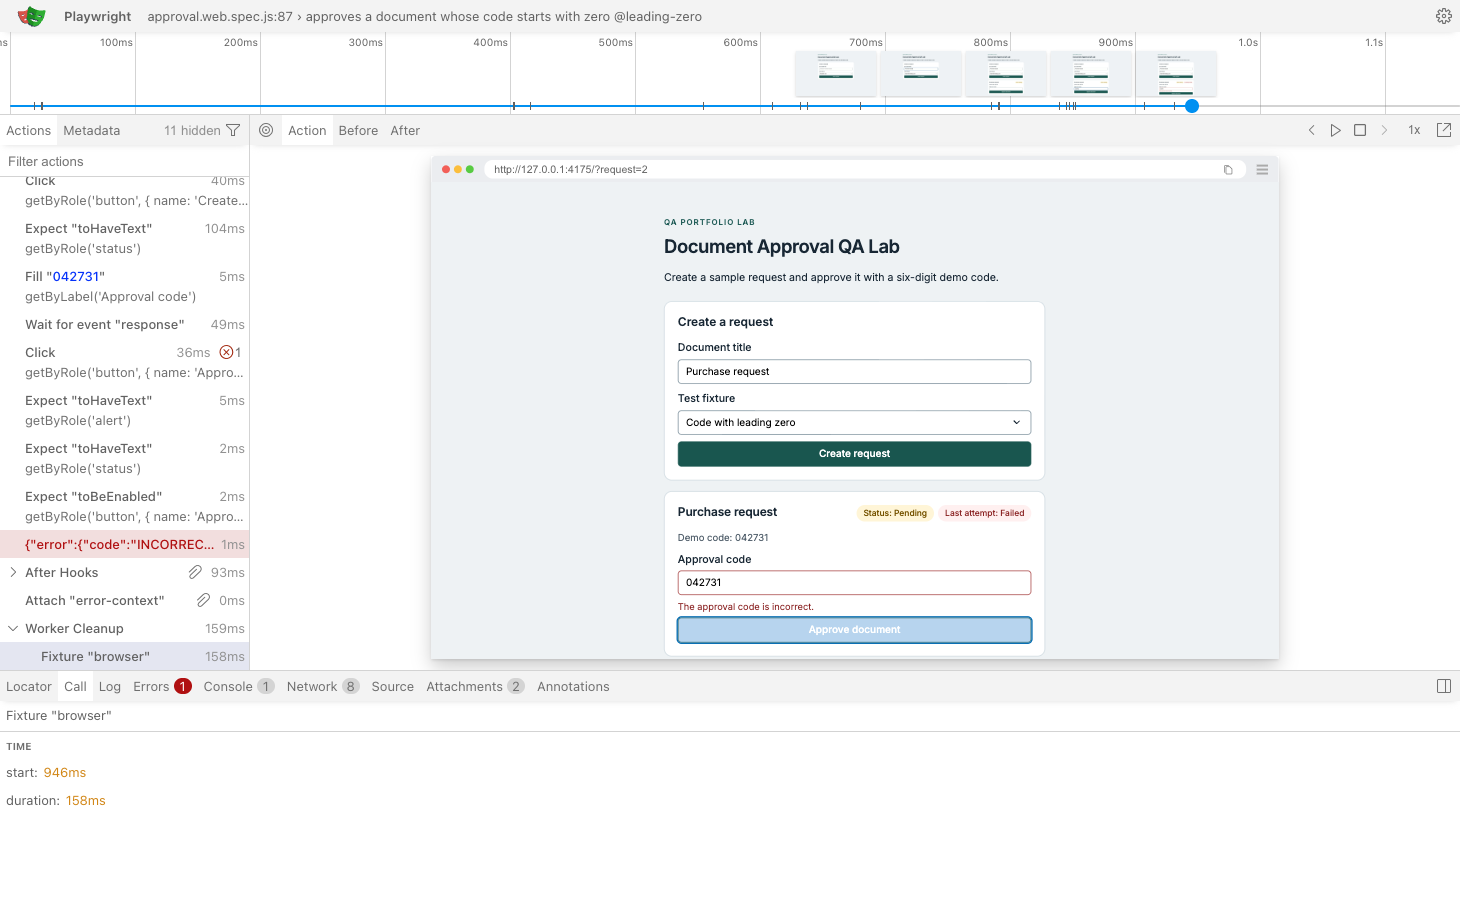 Playwright approval.web.spec.js:87 › approves a document whose code starts with zero @leading-zero
ms 100ms 200ms 300ms 400ms 500ms 600ms 700ms 800ms 900ms 1.0s 1.1s
Actions Metadata 11 hidden
Action Before After
1x
Filter actions
Click 40ms
getByRole('button', { name: 'Create...
Expect "toHaveText" 104ms
getByRole('status')
Fill "042731" 5ms
getByLabel('Approval code')
Wait for event "response" 49ms
Click 36ms 1
getByRole('button', { name: 'Appro...
Expect "toHaveText" 5ms
getByRole('alert')
Expect "toHaveText" 2ms
getByRole('status')
Expect "toBeEnabled" 2ms
getByRole('button', { name: 'Appro...
{"error":{"code":"INCORREC... 1ms
After Hooks 93ms
Attach "error-context" 0ms
Worker Cleanup 159ms
Fixture "browser" 158ms
http://127.0.0.1:4175/?request=2
QA PORTFOLIO LAB
Document Approval QA Lab
Create a sample request and approve it with a six-digit demo code.
Create a request
Document title
Purchase request
Test fixture
Code with leading zero
Create request
Purchase request Status: Pending Last attempt: Failed
Demo code: 042731
Approval code
042731
The approval code is incorrect.
Approve document
Locator Call Log Errors 1 Console 1 Network 8 Source Attachments 2 Annotations
Fixture "browser"
TIME
start: 946ms
duration: 158ms